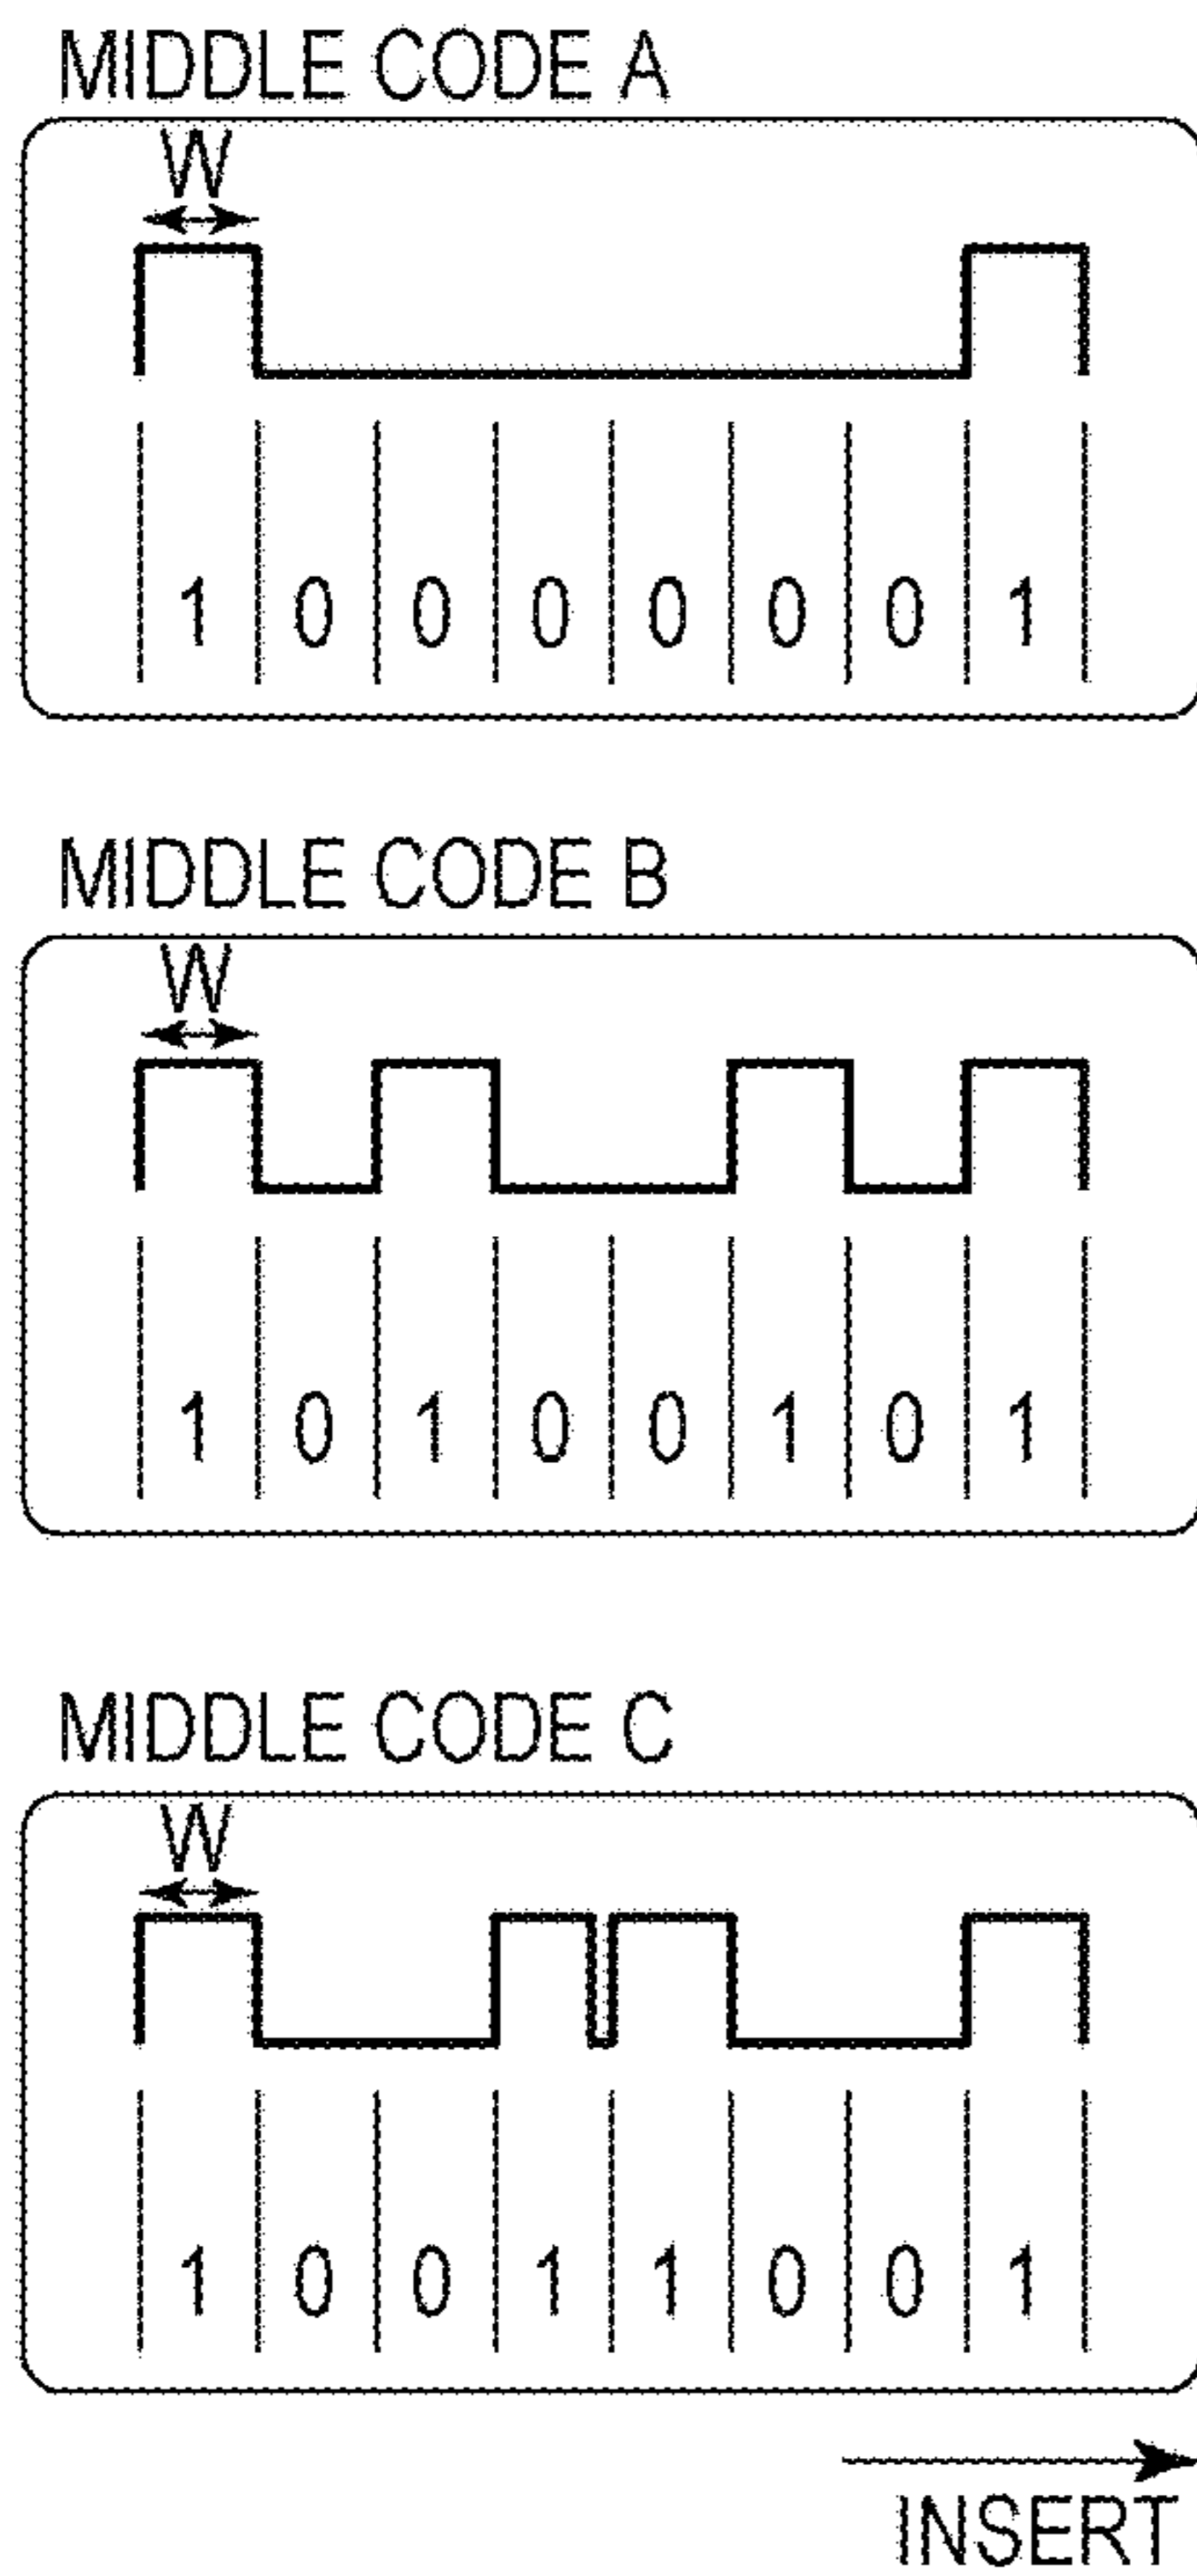 MIDDLE CODE A
W
1 0 0 0 0 0 0 1
MIDDLE CODE B
W
1 0 1 0 0 1 0 1
MIDDLE CODE C
W
1 0 0 1 1 0 0 1
INSERT